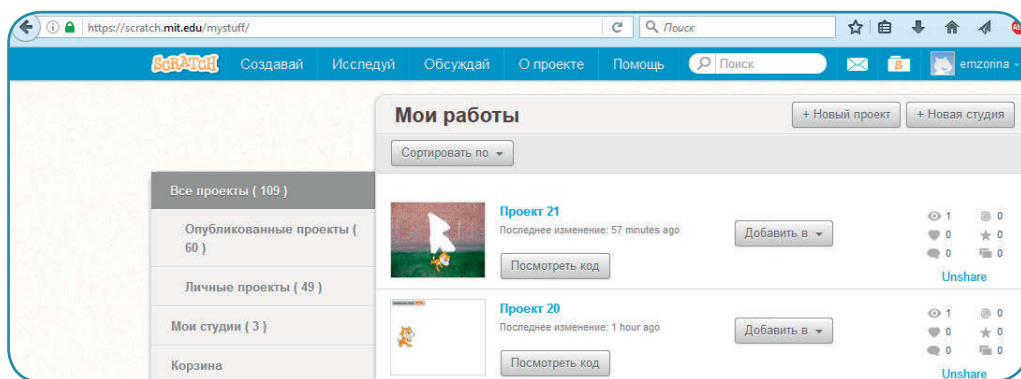 https://scratch.mit.edu/mystuff/
Поиск
SCRATCH Создавай Исследуй Обсуждай О проекте Помощь Поиск emzorina
Мои работы
+ Новый проект + Новая студия
Сортировать по
Все проекты ( 109 )
Опубликованные проекты (
60 )
Личные проекты ( 49 )
Мои студии ( 3 )
Корзина
Проект 21
Последнее изменение: 57 minutes ago
Посмотреть код
Добавить в
1 0
0 0
0 0
Unshare
Проект 20
Последнее изменение: 1 hour ago
Посмотреть код
Добавить в
1 0
0 0
0 0
Unshare